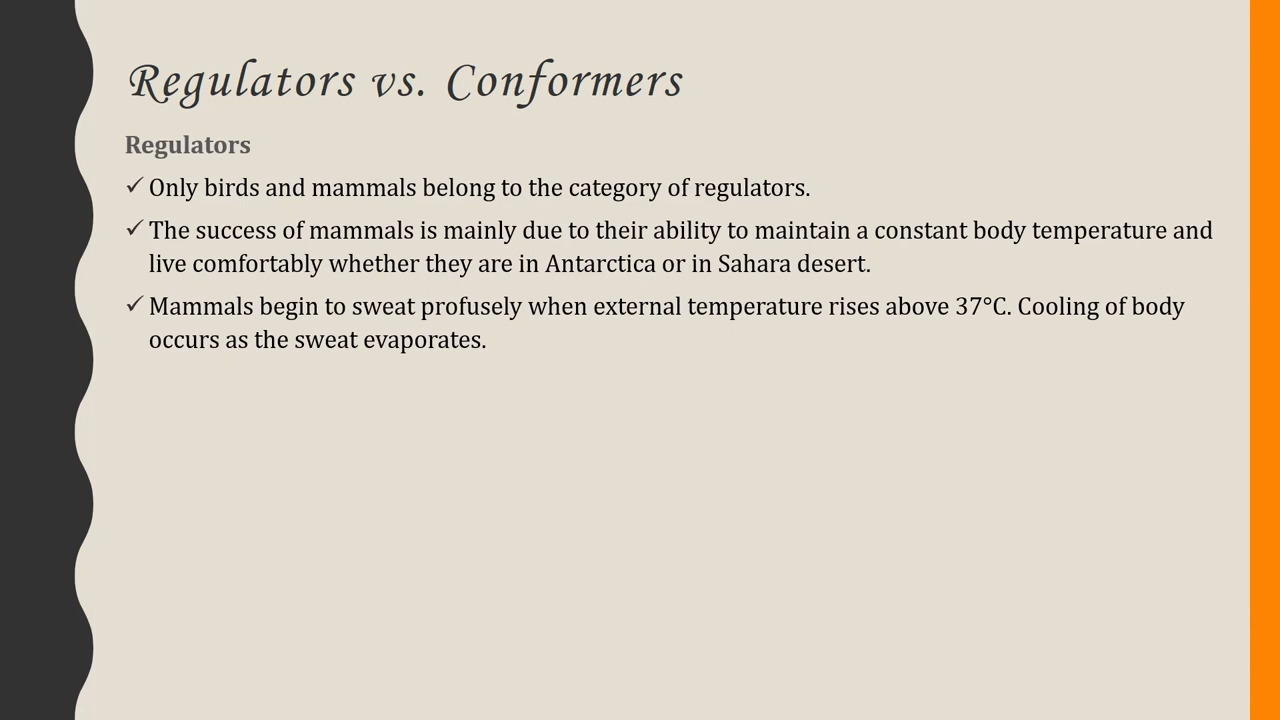 Regulators vs. Conformers
Regulators
✓ Only birds and mammals belong to the category of regulators.
✓ The success of mammals is mainly due to their ability to maintain a constant body temperature and
live comfortably whether they are in Antarctica or in Sahara desert.
✓ Mammals begin to sweat profusely when external temperature rises above 37°C. Cooling of body
occurs as the sweat evaporates.